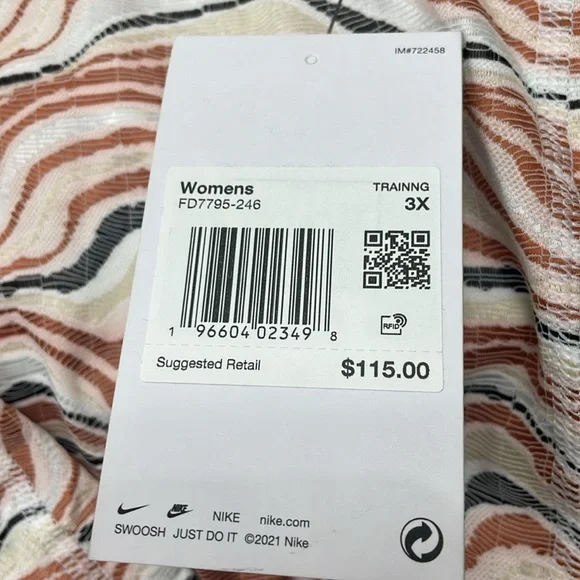 IM#722458
Womens TRAINNG
FD7795-246 3X
RFID
1 96604 02349 8
Suggested Retail $115.00
NIKE NIKE nike.com
SWOOSH JUST DO IT ©2021 Nike